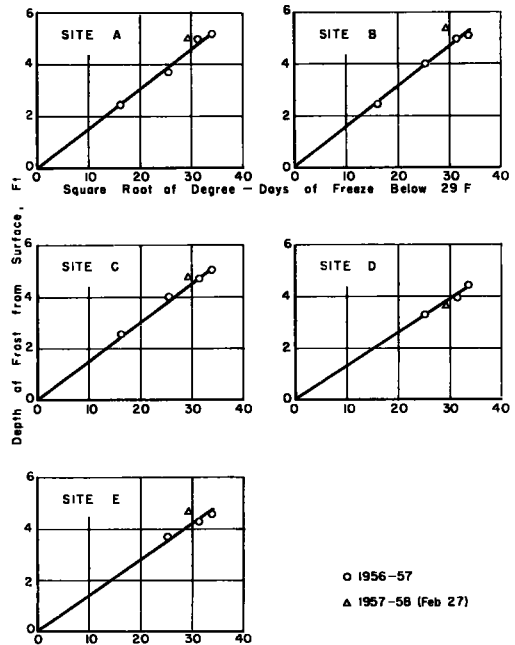 SITE A
6
4
2
0
0 10 20 30 40
SITE B
6
4
2
0
0 10 20 30 40
Square Root of Degree — Days of Freeze Below 29 F
Depth of Frost from Surface, Ft
SITE C
6
4
2
0
0 10 20 30 40
SITE D
6
4
2
0
0 10 20 30 40
SITE E
6
4
2
0
0 10 20 30 40
1956-57
1957-58 (Feb 27)